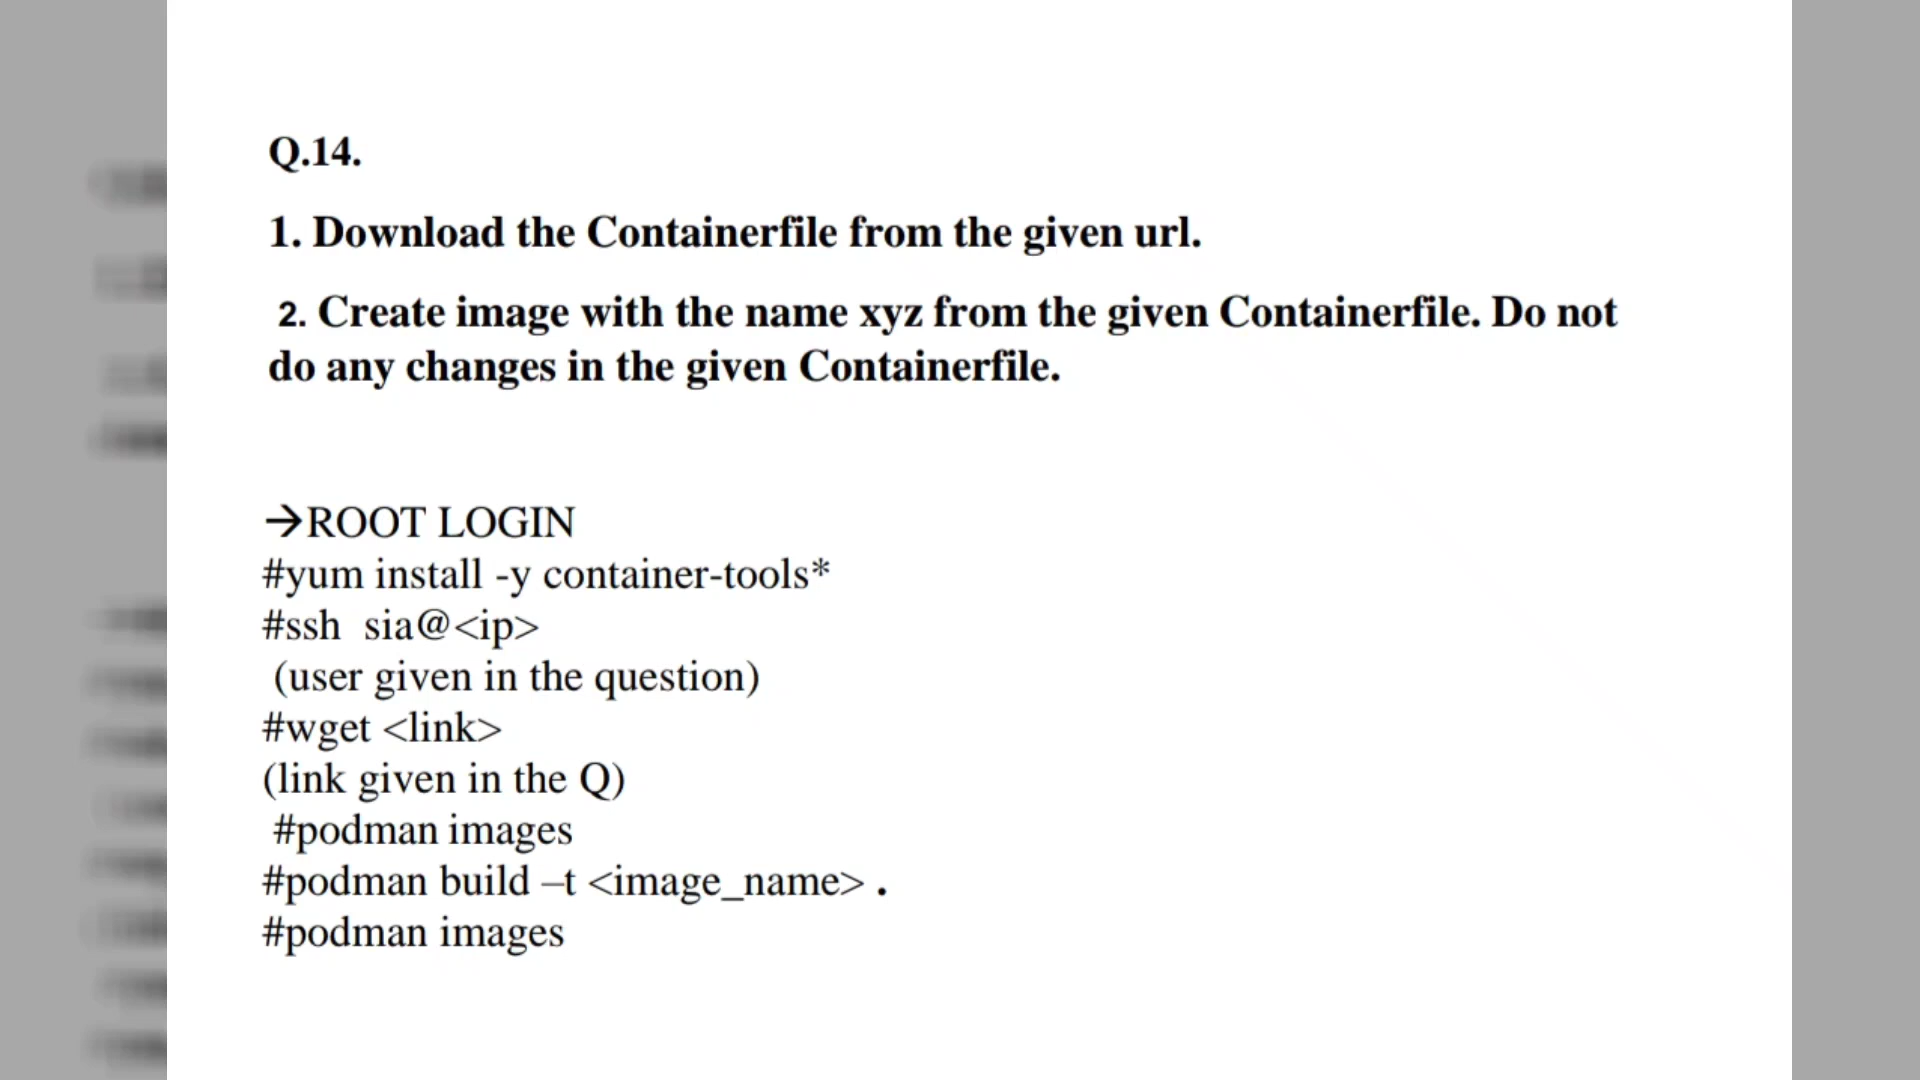 Q.14.
1. Download the Containerfile from the given url.
2. Create image with the name xyz from the given Containerfile. Do not
do any changes in the given Containerfile.
→ROOT LOGIN
#yum install -y container-tools*
#ssh  sia@<ip>
(user given in the question)
#wget <link>
(link given in the Q)
#podman images
#podman build –t <image_name> .
#podman images